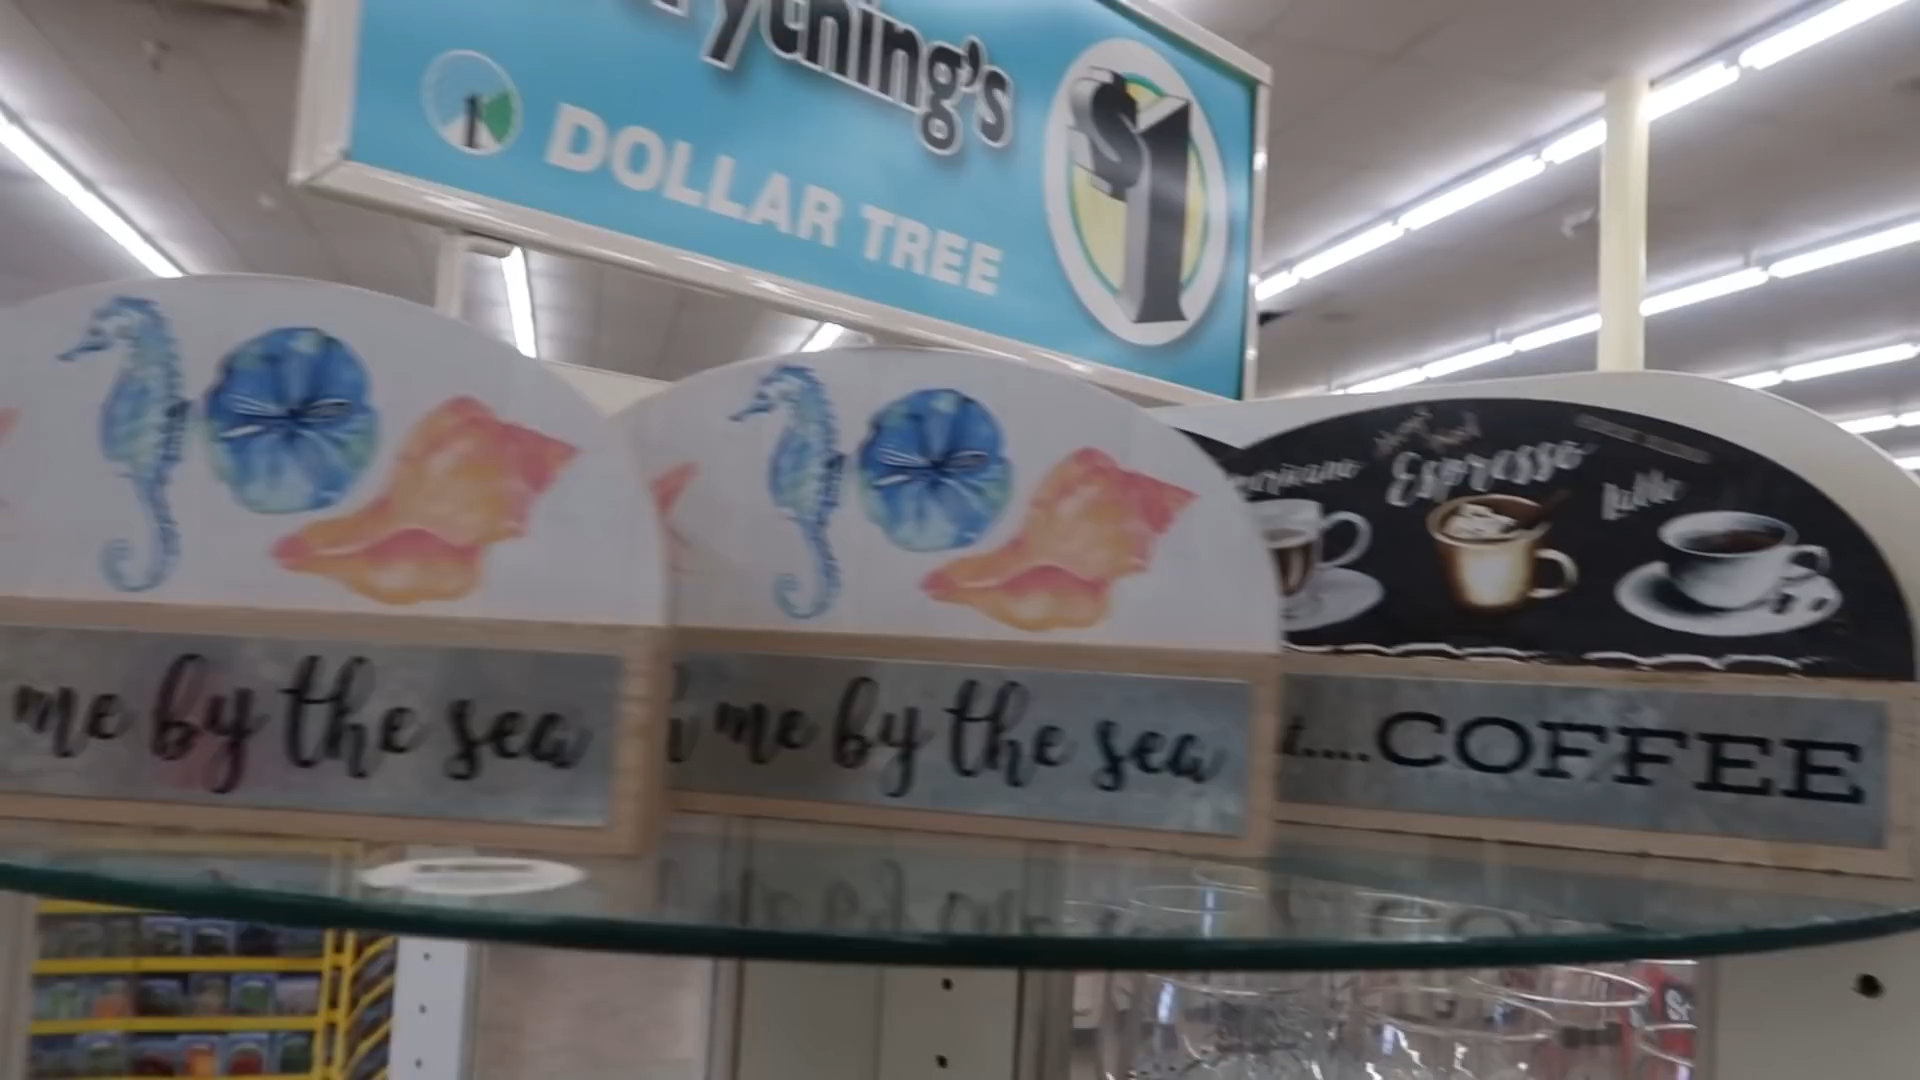 ything's
$1
DOLLAR TREE
Espresso
latte
me by the sea
me by the sea
t....COFFEE